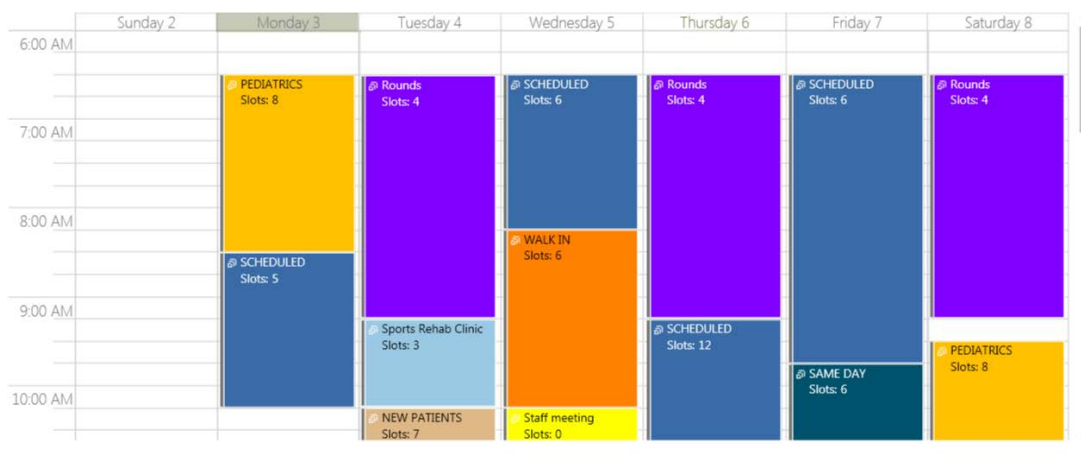 Sunday 2
Monday 3
Tuesday 4
Wednesday 5
Thursday 6
Friday 7
Saturday 8
6:00 AM
7:00 AM
8:00 AM
9:00 AM
10:00 AM
PEDIATRICS
Slots: 8
SCHEDULED
Slots: 5
Rounds
Slots: 4
Sports Rehab Clinic
Slots: 3
NEW PATIENTS
Slots: 7
SCHEDULED
Slots: 6
WALK IN
Slots: 6
Staff meeting
Slots: 0
Rounds
Slots: 4
SCHEDULED
Slots: 12
SCHEDULED
Slots: 6
SAME DAY
Slots: 6
Rounds
Slots: 4
PEDIATRICS
Slots: 8